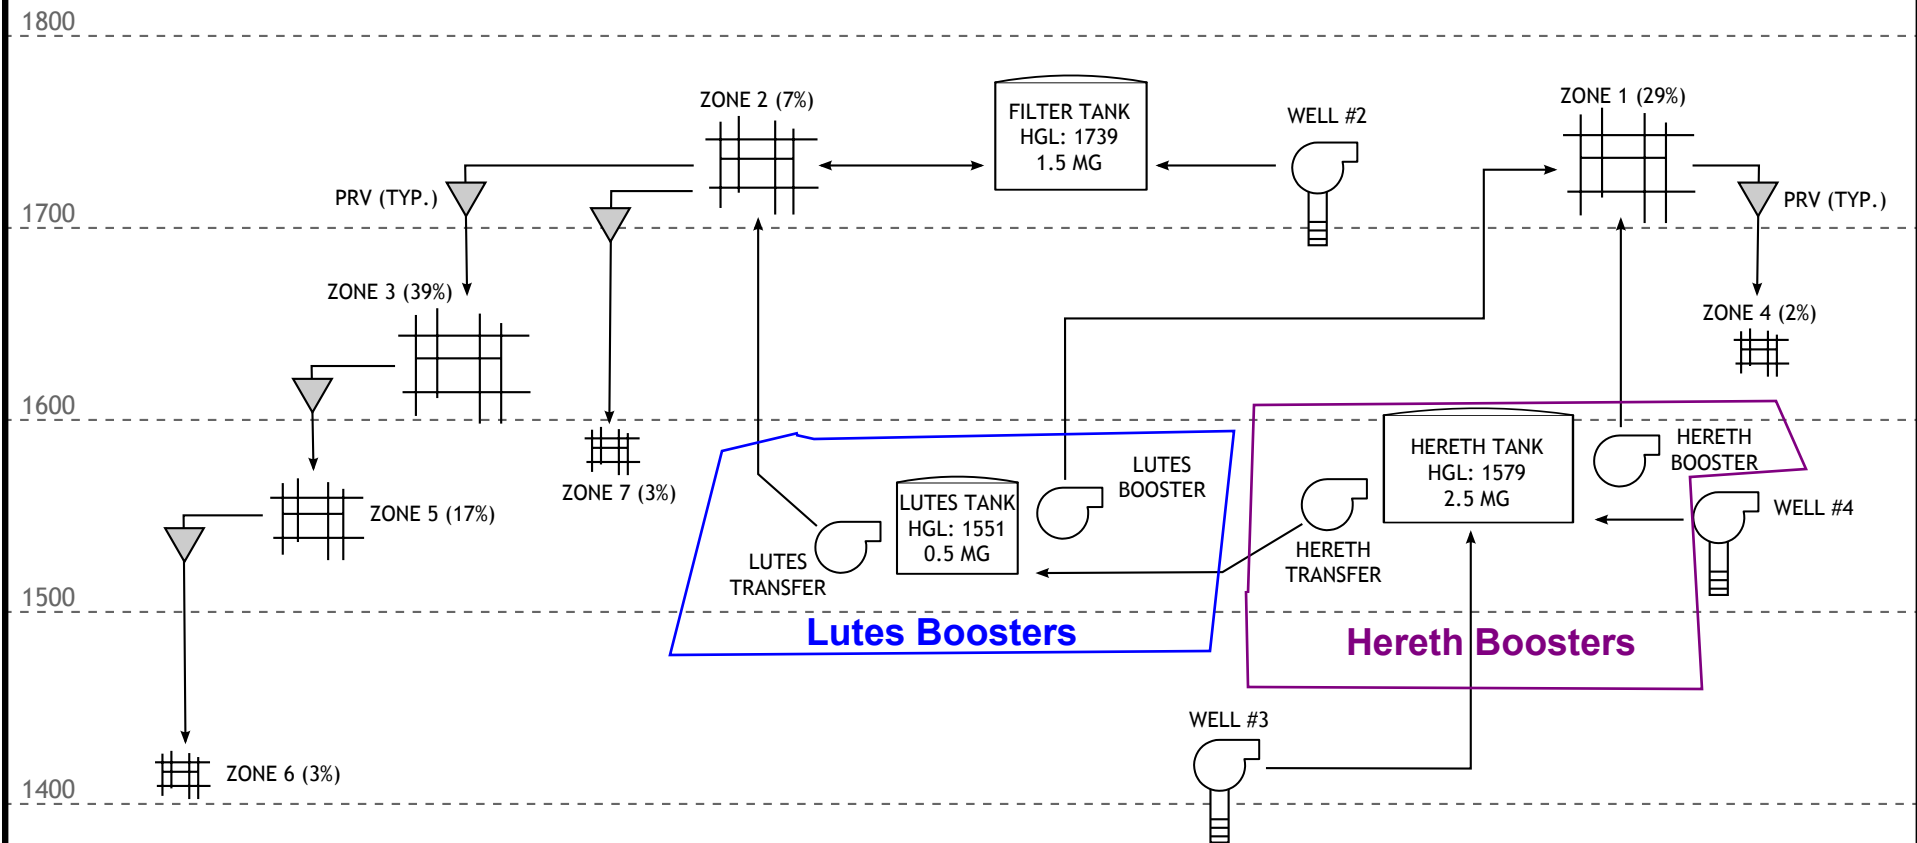 1800
ZONE 2 (7%)
FILTER TANK
HGL: 1739
1.5 MG
WELL #2
ZONE 1 (29%)
PRV (TYP.)
PRV (TYP.)
1700
ZONE 3 (39%)
ZONE 4 (2%)
1600
ZONE 7 (3%)
ZONE 5 (17%)
LUTES TANK
HGL: 1551
0.5 MG
LUTES
BOOSTER
LUTES
TRANSFER
HERETH TANK
HGL: 1579
2.5 MG
HERETH
BOOSTER
HERETH
TRANSFER
WELL #4
1500
Lutes Boosters
Hereth Boosters
WELL #3
ZONE 6 (3%)
1400